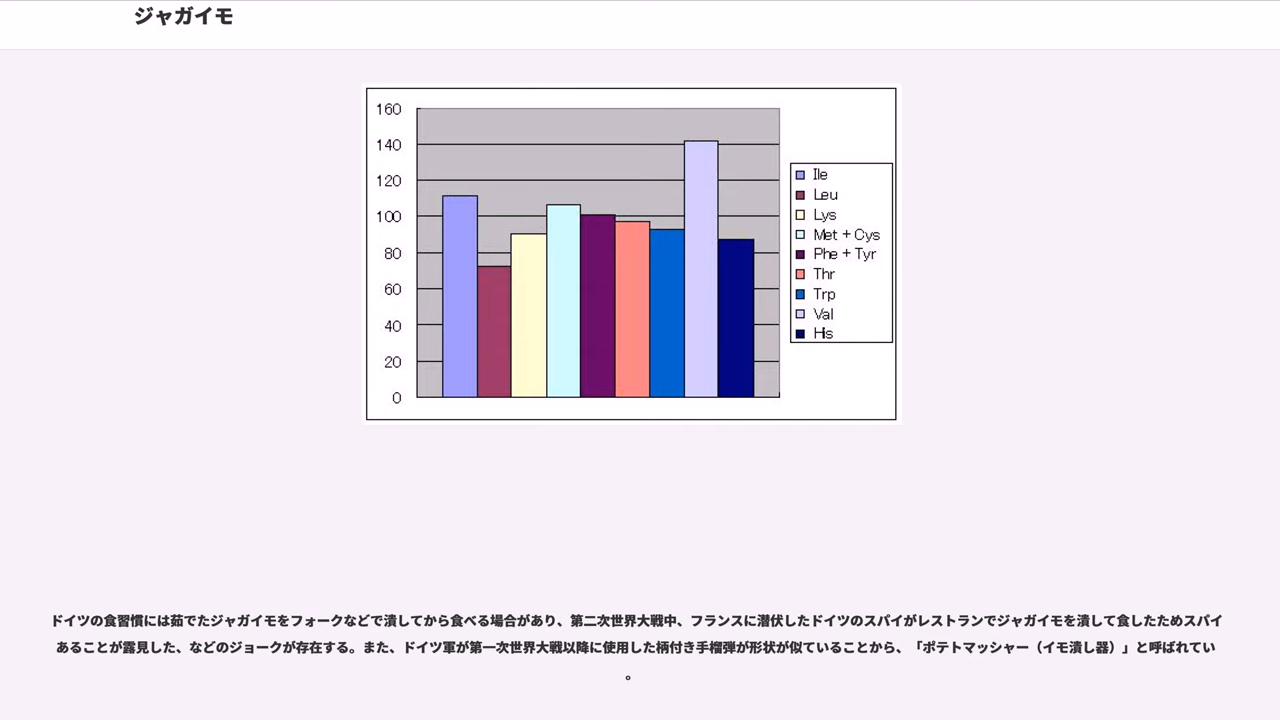 ジャガイモ
160
140
120
100
80
60
40
20
0
Ile
Leu
Lys
Met + Cys
Phe + Tyr
Thr
Trp
Val
His
ドイツの食習慣には茹でたジャガイモをフォークなどで潰してから食べる場合があり、第二次世界大戦中、フランスに潜伏したドイツのスパイがレストランでジャガイモを潰して食したためスパイ
あることが露見した、などのジョークが存在する。また、ドイツ軍が第一次世界大戦以降に使用した柄付き手榴弾が形状が似ていることから、「ポテトマッシャー（イモ潰し器）」と呼ばれてい
。